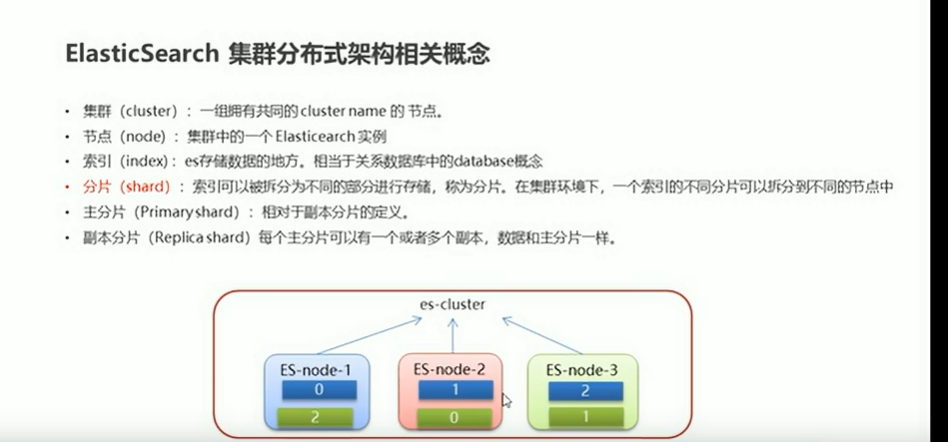 ElasticSearch 集群分布式架构相关概念
• 集群（cluster）：一组拥有共同的 cluster name 的 节点。
• 节点（node）：集群中的一个 Elasticearch 实例
• 索引（index）：es存储数据的地方。相当于关系数据库中的database概念
• 分片（shard）：索引可以被拆分为不同的部分进行存储，称为分片。在集群环境下，一个索引的不同分片可以拆分到不同的节点中
• 主分片（Primary shard）：相对于副本分片的定义。
• 副本分片（Replica shard）每个主分片可以有一个或者多个副本，数据和主分片一样。
es-cluster
ES-node-1 ES-node-2 ES-node-3
0 1 2
2 0 1